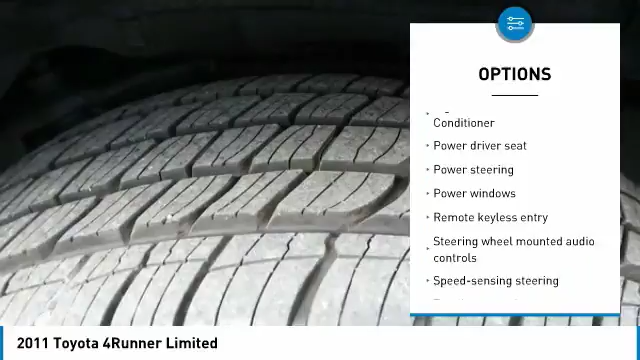 OPTIONS
Conditioner
Power driver seat
Power steering
Power windows
Remote keyless entry
Steering wheel mounted audio
controls
Speed-sensing steering
2011 Toyota 4Runner Limited